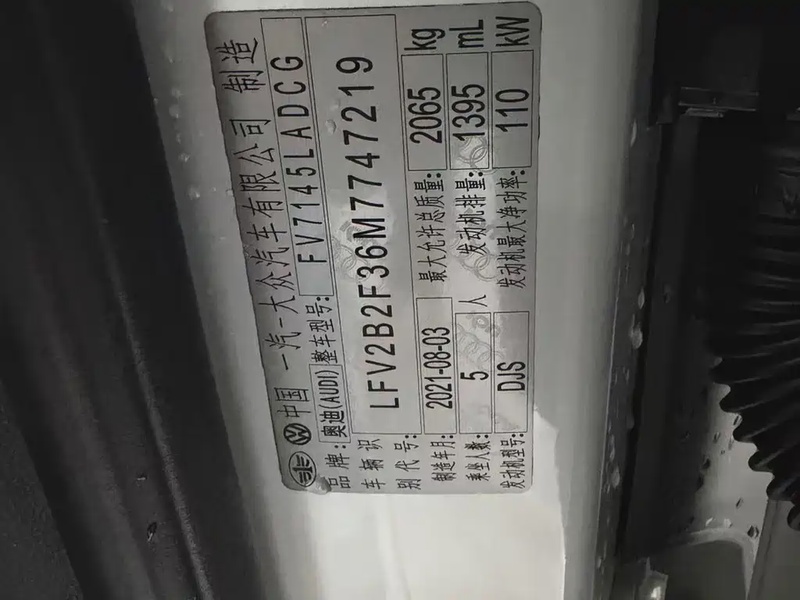 中国 一汽-大众汽车有限公司 制造
品牌: 奥迪(AUDI) 整车型号: FV7145LADCG
车辆识别代号: LFV2B2F36M7747219
制造年月: 2021-08-03 最大允许总质量: 2065 kg
乘坐人数: 5 人 发动机排量: 1395 mL
发动机型号: DJS 发动机最大净功率: 110 kW